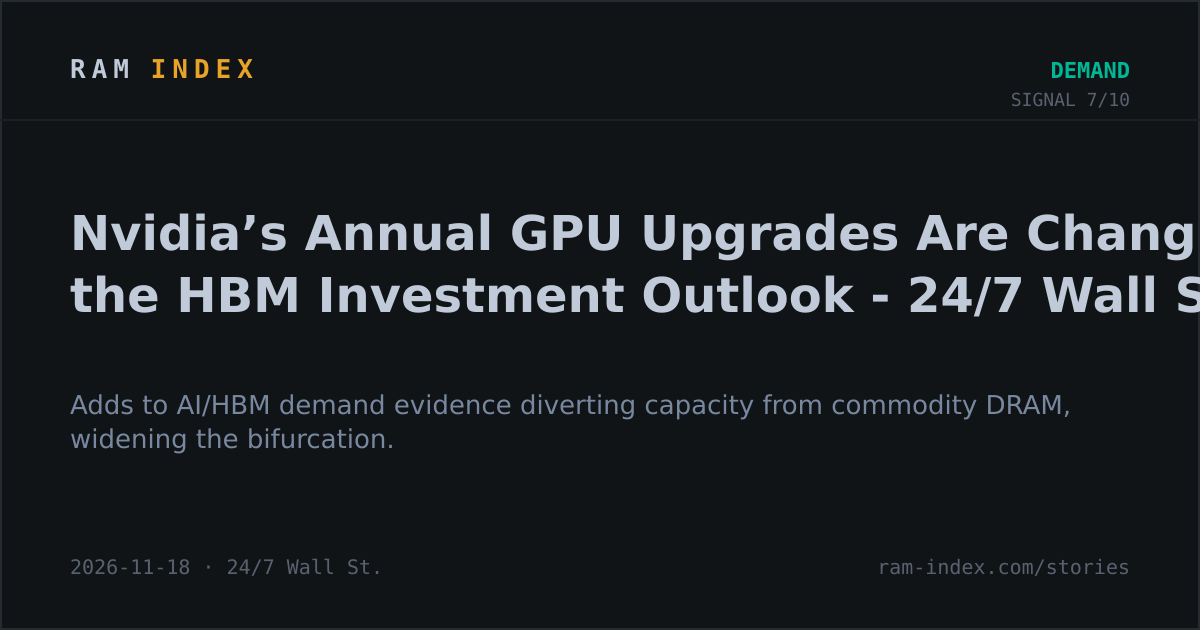 RAM INDEX
DEMAND
SIGNAL 7/10
Nvidia’s Annual GPU Upgrades Are Chang
the HBM Investment Outlook - 24/7 Wall S
Adds to AI/HBM demand evidence diverting capacity from commodity DRAM,
widening the bifurcation.
2026-11-18 · 24/7 Wall St.
ram-index.com/stories